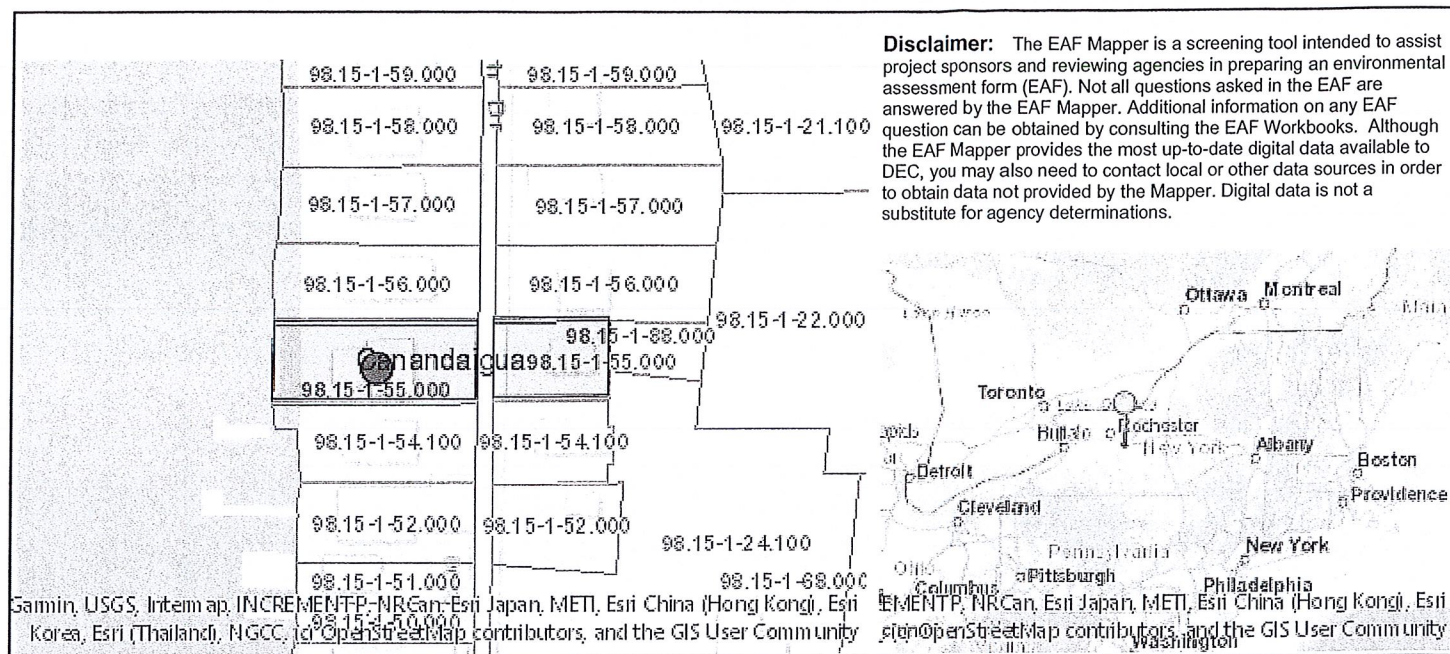 Disclaimer: The EAF Mapper is a screening tool intended to assist
project sponsors and reviewing agencies in preparing an environmental
assessment form (EAF). Not all questions asked in the EAF are
answered by the EAF Mapper. Additional information on any EAF
question can be obtained by consulting the EAF Workbooks. Although
the EAF Mapper provides the most up-to-date digital data available to
DEC, you may also need to contact local or other data sources in order
to obtain data not provided by the Mapper. Digital data is not a
substitute for agency determinations.
98.15-1-59.000 98.15-1-59.000
98.15-1-58.000 98.15-1-58.000 98.15-1-21.100
98.15-1-57.000 98.15-1-57.000
98.15-1-56.000 98.15-1-56.000
98.15-1-22.000
98.15-1-88.000
Canandaigua 98.15-1-55.000
98.15-1-55.000
98.15-1-54.100 98.15-1-54.100
98.15-1-52.000 98.15-1-52.000
98.15-1-24.100
98.15-1-51.000 98.15-1-68.000
98.15-1-50.000
Garmin, USGS, Intermap, INCREMENT P, NRCan, Esri Japan, METI, Esri China (Hong Kong), Esri
Korea, Esri (Thailand), NGCC, (c) OpenStreetMap contributors, and the GIS User Community
Ottawa Montreal
Toronto
Rochester
Buffalo
New York
Albany
Boston
Detroit
Providence
Cleveland
Pennsylvania
New York
Ohio
Pittsburgh
Columbus
Philadelphia
EMENT P, NRCan, Esri Japan, METI, Esri China (Hong Kong), Esri
OpenStreetMap contributors, and the GIS User Community
Washington